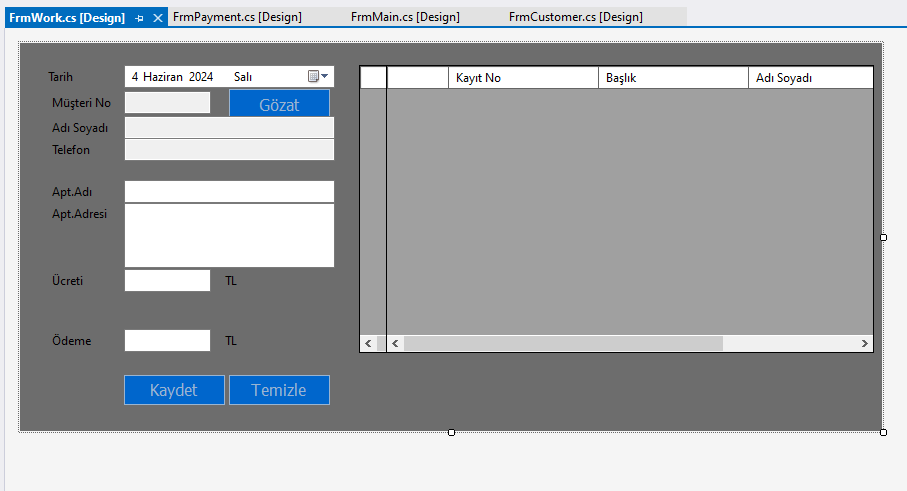 FrmWork.cs [Design] FrmPayment.cs [Design] FrmMain.cs [Design] FrmCustomer.cs [Design]
Tarih 4 Haziran 2024 Salı
Kayıt No Başlık Adı Soyadı
Müşteri No Gözat
Adı Soyadı
Telefon
Apt.Adı
Apt.Adresi
Ücreti TL
Ödeme TL
Kaydet Temizle